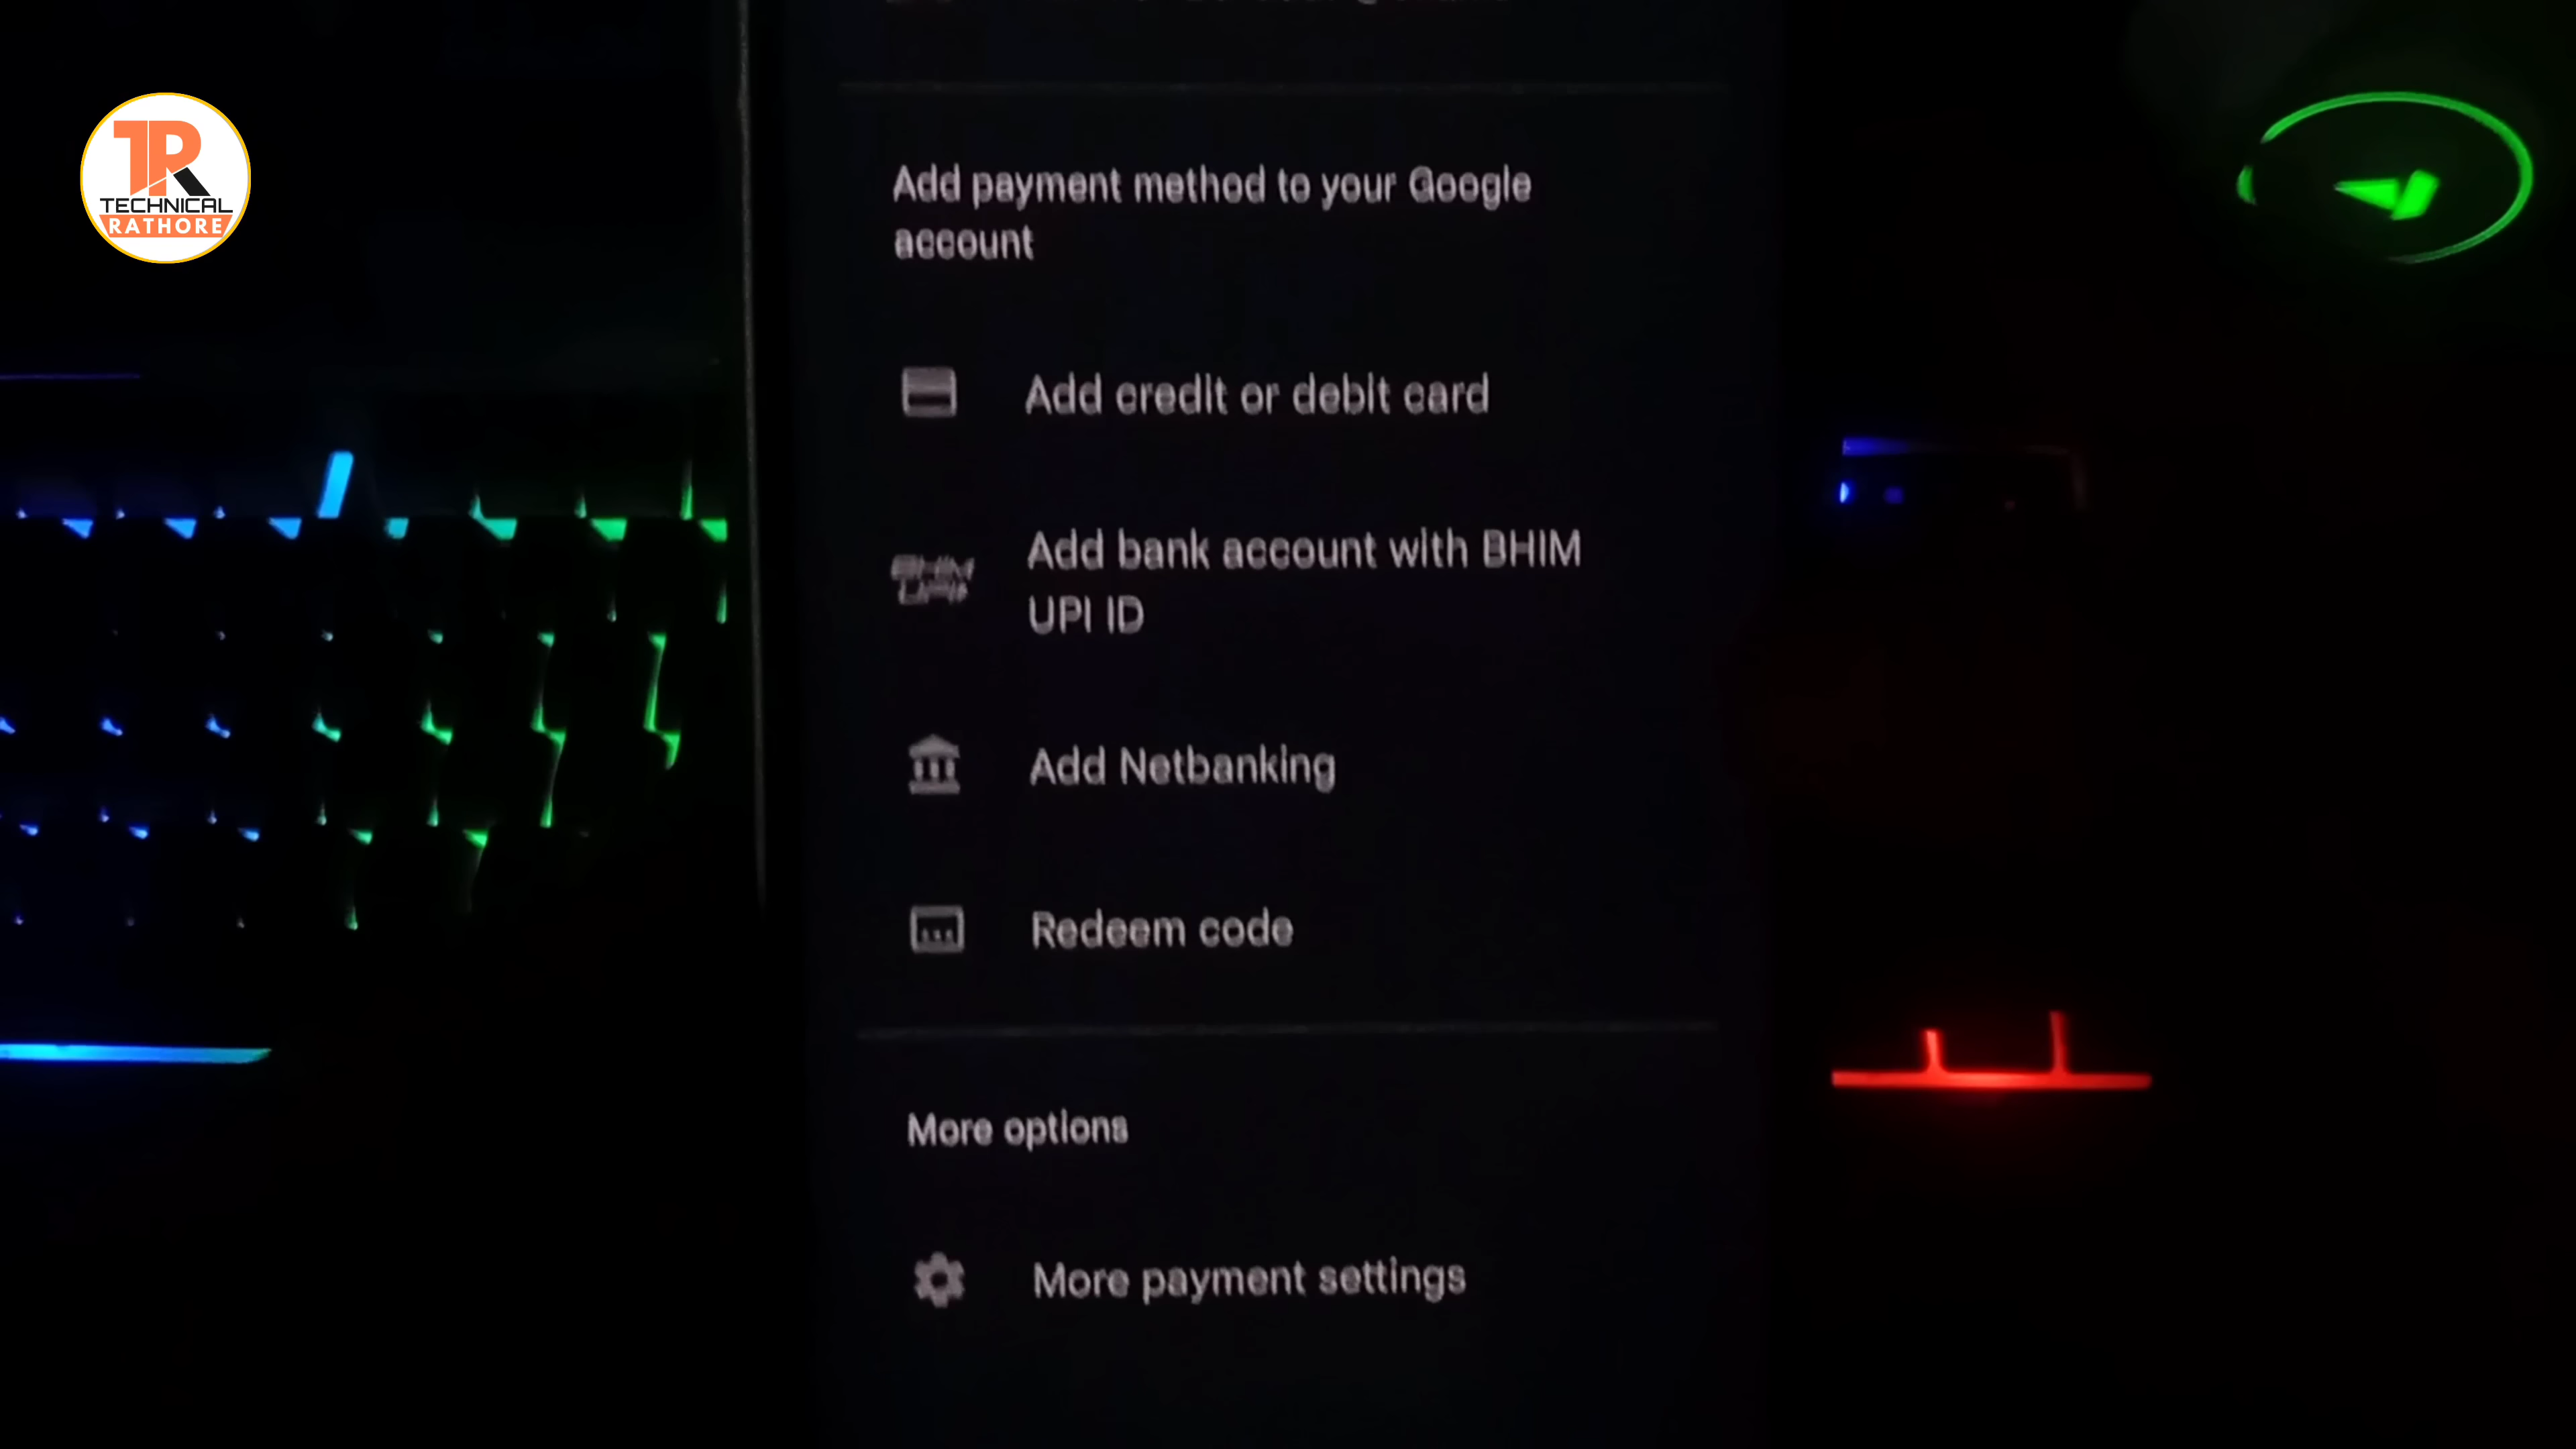 TR
TECHNICAL
RATHORE
Add payment method to your Google
account
Add credit or debit card
Add bank account with BHIM
UPI ID
Add Netbanking
Redeem code
More options
More payment settings